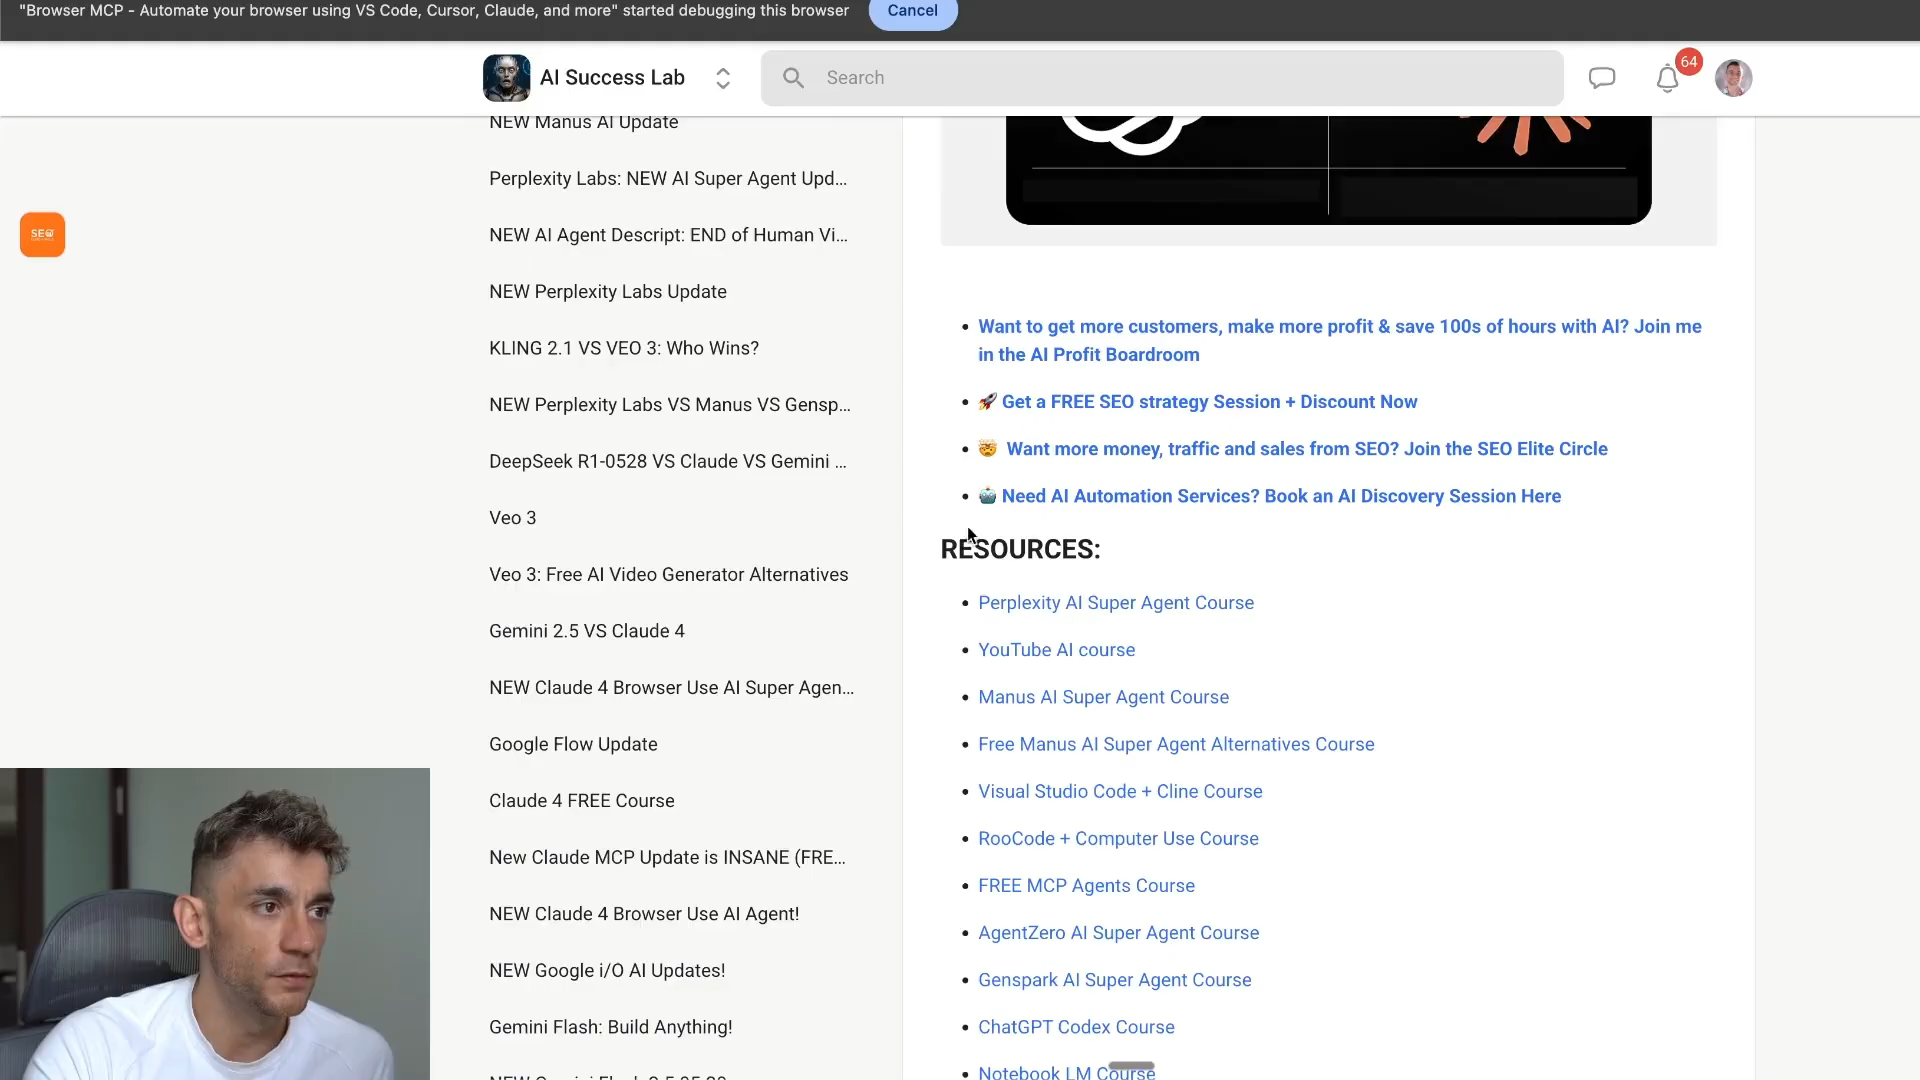 "Browser MCP - Automate your browser using VS Code, Cursor, Claude, and more" started debugging this browser
Cancel
AI Success Lab
Search
64
SEO
NEW Manus AI Update
Perplexity Labs: NEW AI Super Agent Upd...
NEW AI Agent Descript: END of Human Vi...
NEW Perplexity Labs Update
KLING 2.1 VS VEO 3: Who Wins?
NEW Perplexity Labs VS Manus VS Gensp...
DeepSeek R1-0528 VS Claude VS Gemini ...
Veo 3
Veo 3: Free AI Video Generator Alternatives
Gemini 2.5 VS Claude 4
NEW Claude 4 Browser Use AI Super Agen...
Google Flow Update
Claude 4 FREE Course
New Claude MCP Update is INSANE (FRE...
NEW Claude 4 Browser Use AI Agent!
NEW Google i/O AI Updates!
Gemini Flash: Build Anything!
Want to get more customers, make more profit & save 100s of hours with AI? Join me
in the AI Profit Boardroom
🚀 Get a FREE SEO strategy Session + Discount Now
🤯 Want more money, traffic and sales from SEO? Join the SEO Elite Circle
🤖 Need AI Automation Services? Book an AI Discovery Session Here
RESOURCES:
Perplexity AI Super Agent Course
YouTube AI course
Manus AI Super Agent Course
Free Manus AI Super Agent Alternatives Course
Visual Studio Code + Cline Course
RooCode + Computer Use Course
FREE MCP Agents Course
AgentZero AI Super Agent Course
Genspark AI Super Agent Course
ChatGPT Codex Course
Notebook LM Course